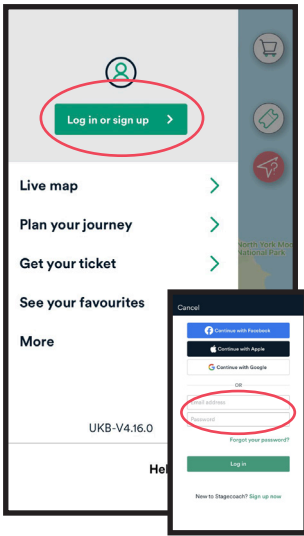 Log in or sign up
North York Moo
National Park
Live map
Plan your journey
Get your ticket
See your favourites
More
UKB-V4.16.0
Hel
Cancel
Continue with Facebook
Continue with Apple
Continue with Google
OR
Email address
Password
Forgot your password?
Log in
New to Stagecoach? Sign up now